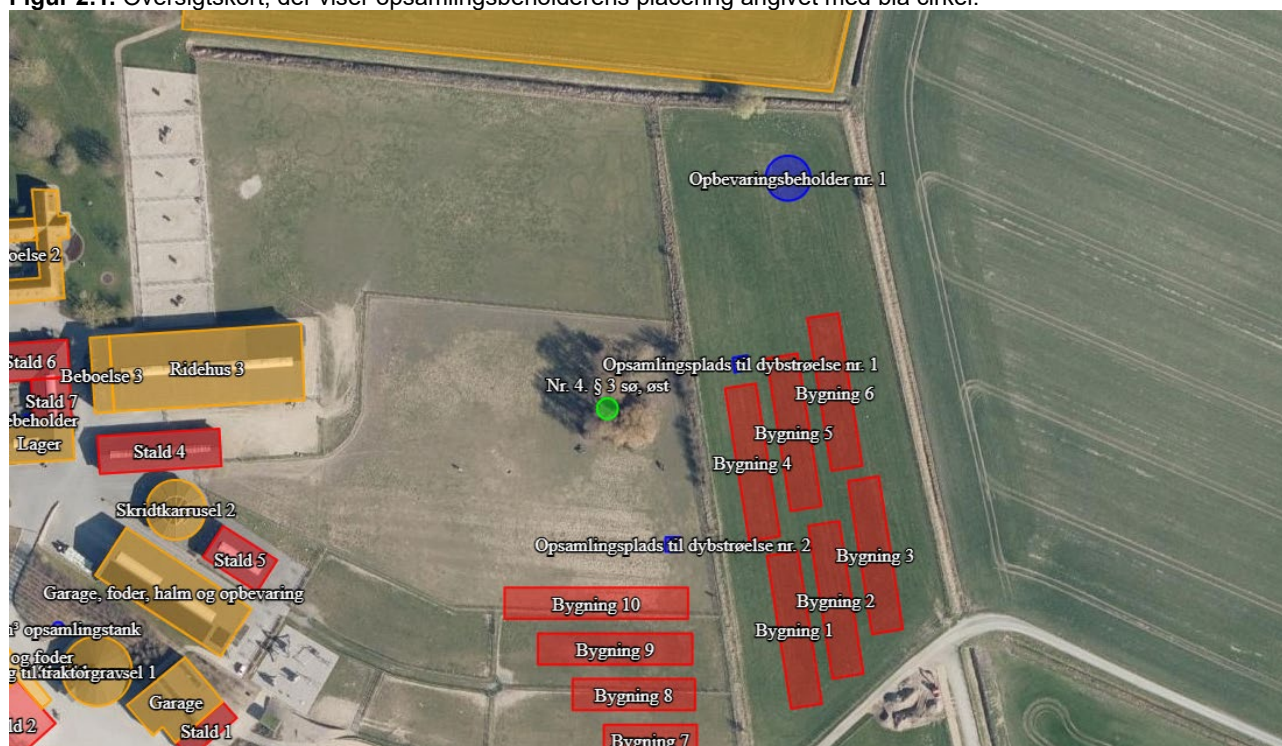 Figur 2.1. Oversigtskort, der viser opsamlingsbeholderens placering angivet med blå cirkel.
Opbevaringsbeholder nr. 1
oelse 2
Stald 6
Beboelse 3
Ridehus 3
Stald 7
ebeholder
Lager
Stald 4
Opsamlingsplads til dybstrøelse nr. 1
Nr. 4. § 3 sø, øst
Bygning 6
Bygning 5
Bygning 4
Skridtkarrusel 2
Stald 5
Opsamlingsplads til dybstrøelse nr. 2
Bygning 3
Garage, foder, halm og opbevaring
Bygning 10
Bygning 2
Bygning 1
m³ opsamlingstank
Bygning 9
og foder
g til traktorgravsel 1
Garage
Bygning 8
ld 2
Stald 1
Bygning 7